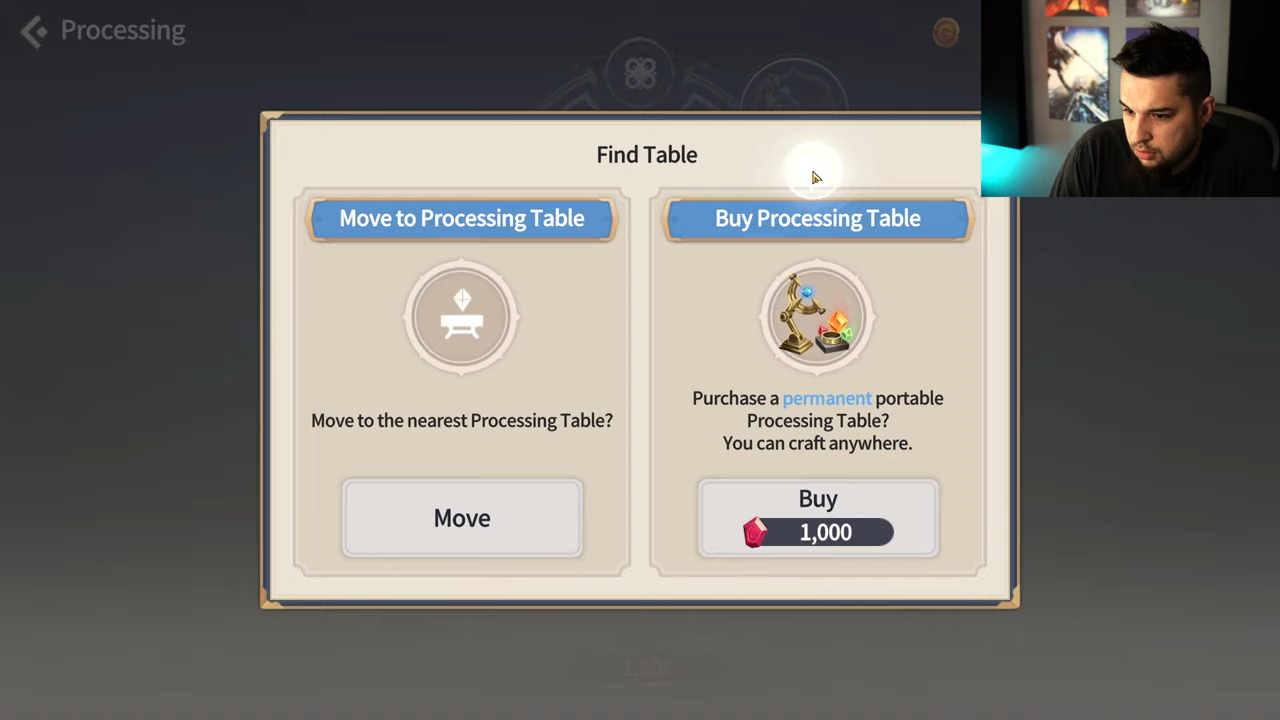 Processing
Find Table
Move to Processing Table
Buy Processing Table
Move to the nearest Processing Table?
Purchase a permanent portable
Processing Table?
You can craft anywhere.
Move
Buy
1,000